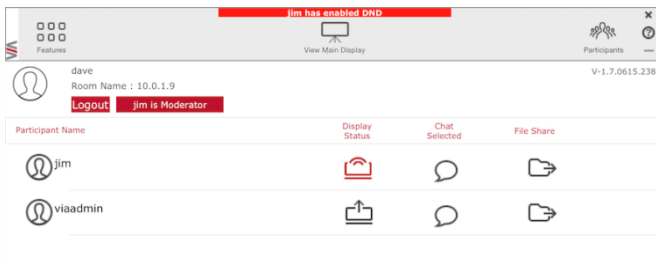 jim has enabled DND
Features
View Main Display
Participants
dave
V-1.7.0615.238
Room Name : 10.0.1.9
Logout
jim is Moderator
Participant Name
Display Status
Chat Selected
File Share
jim
viaadmin